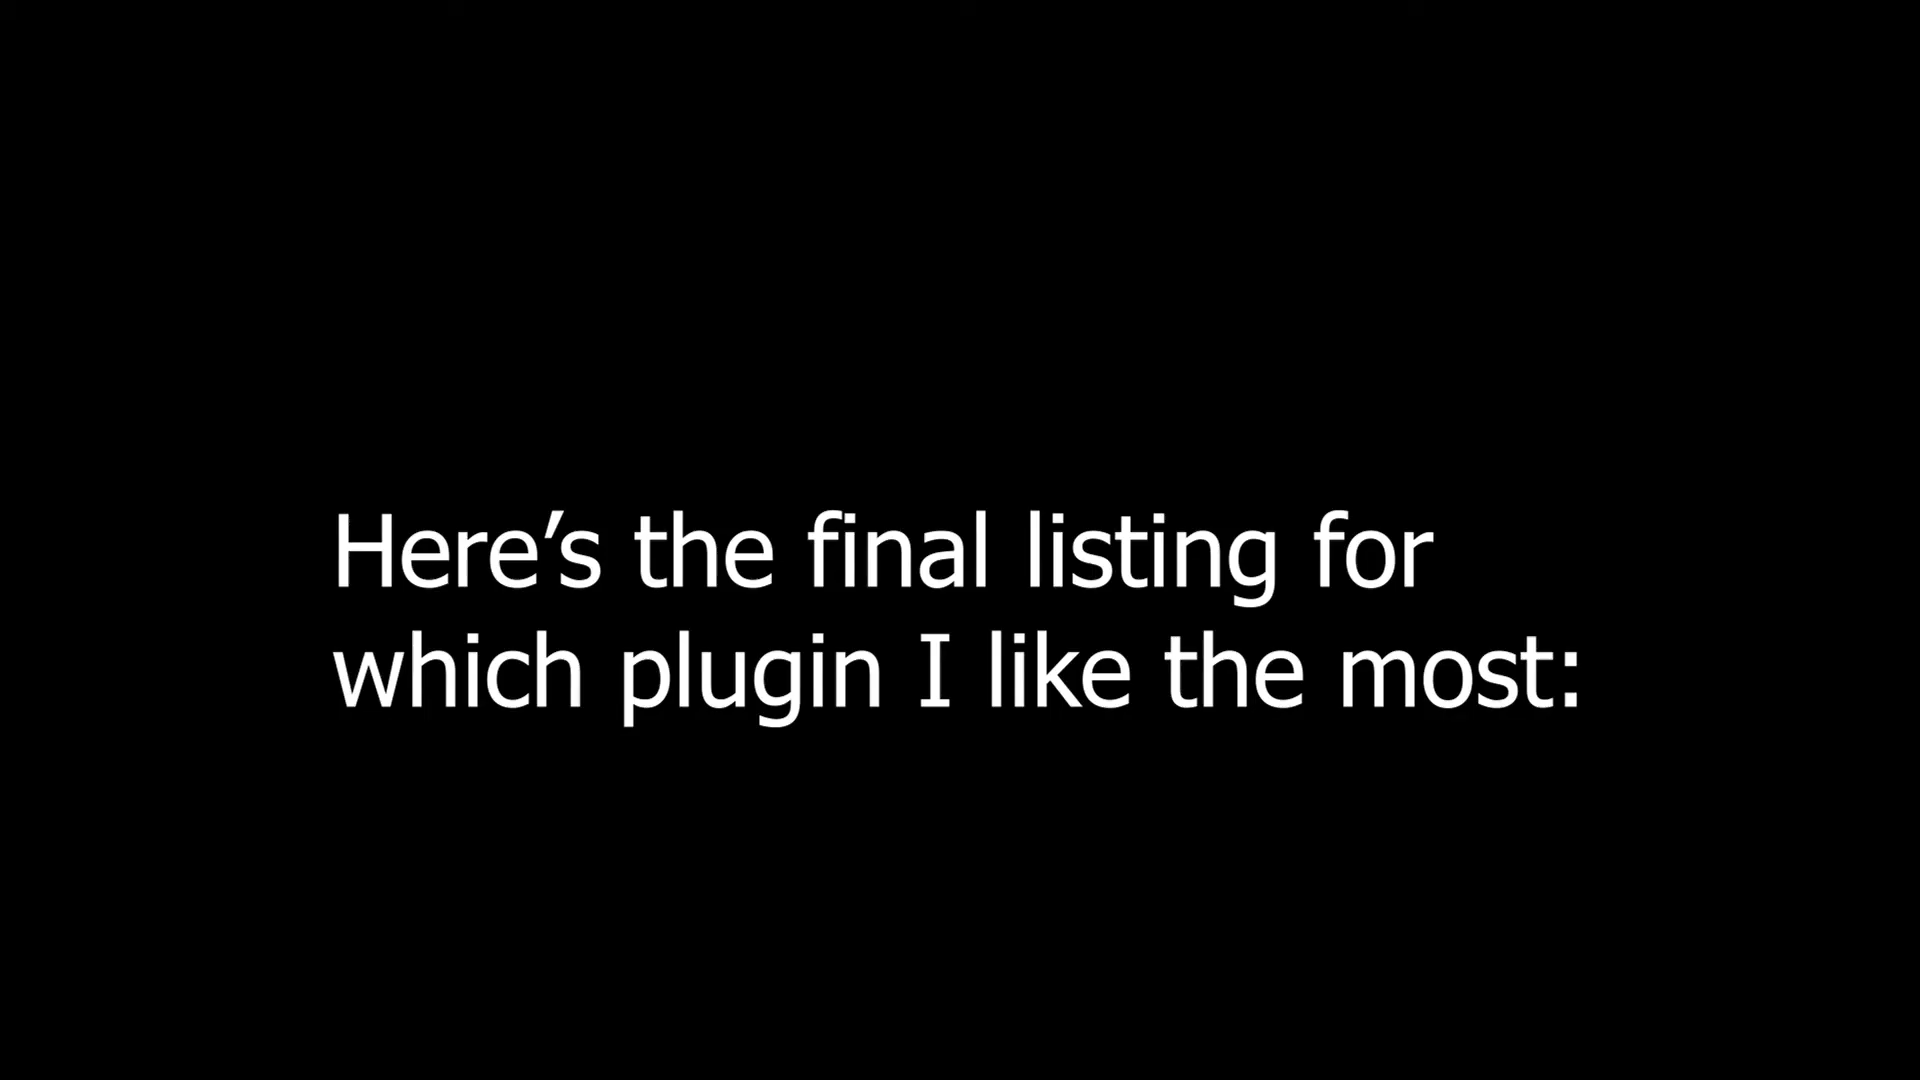 Here’s the final listing for
which plugin I like the most: